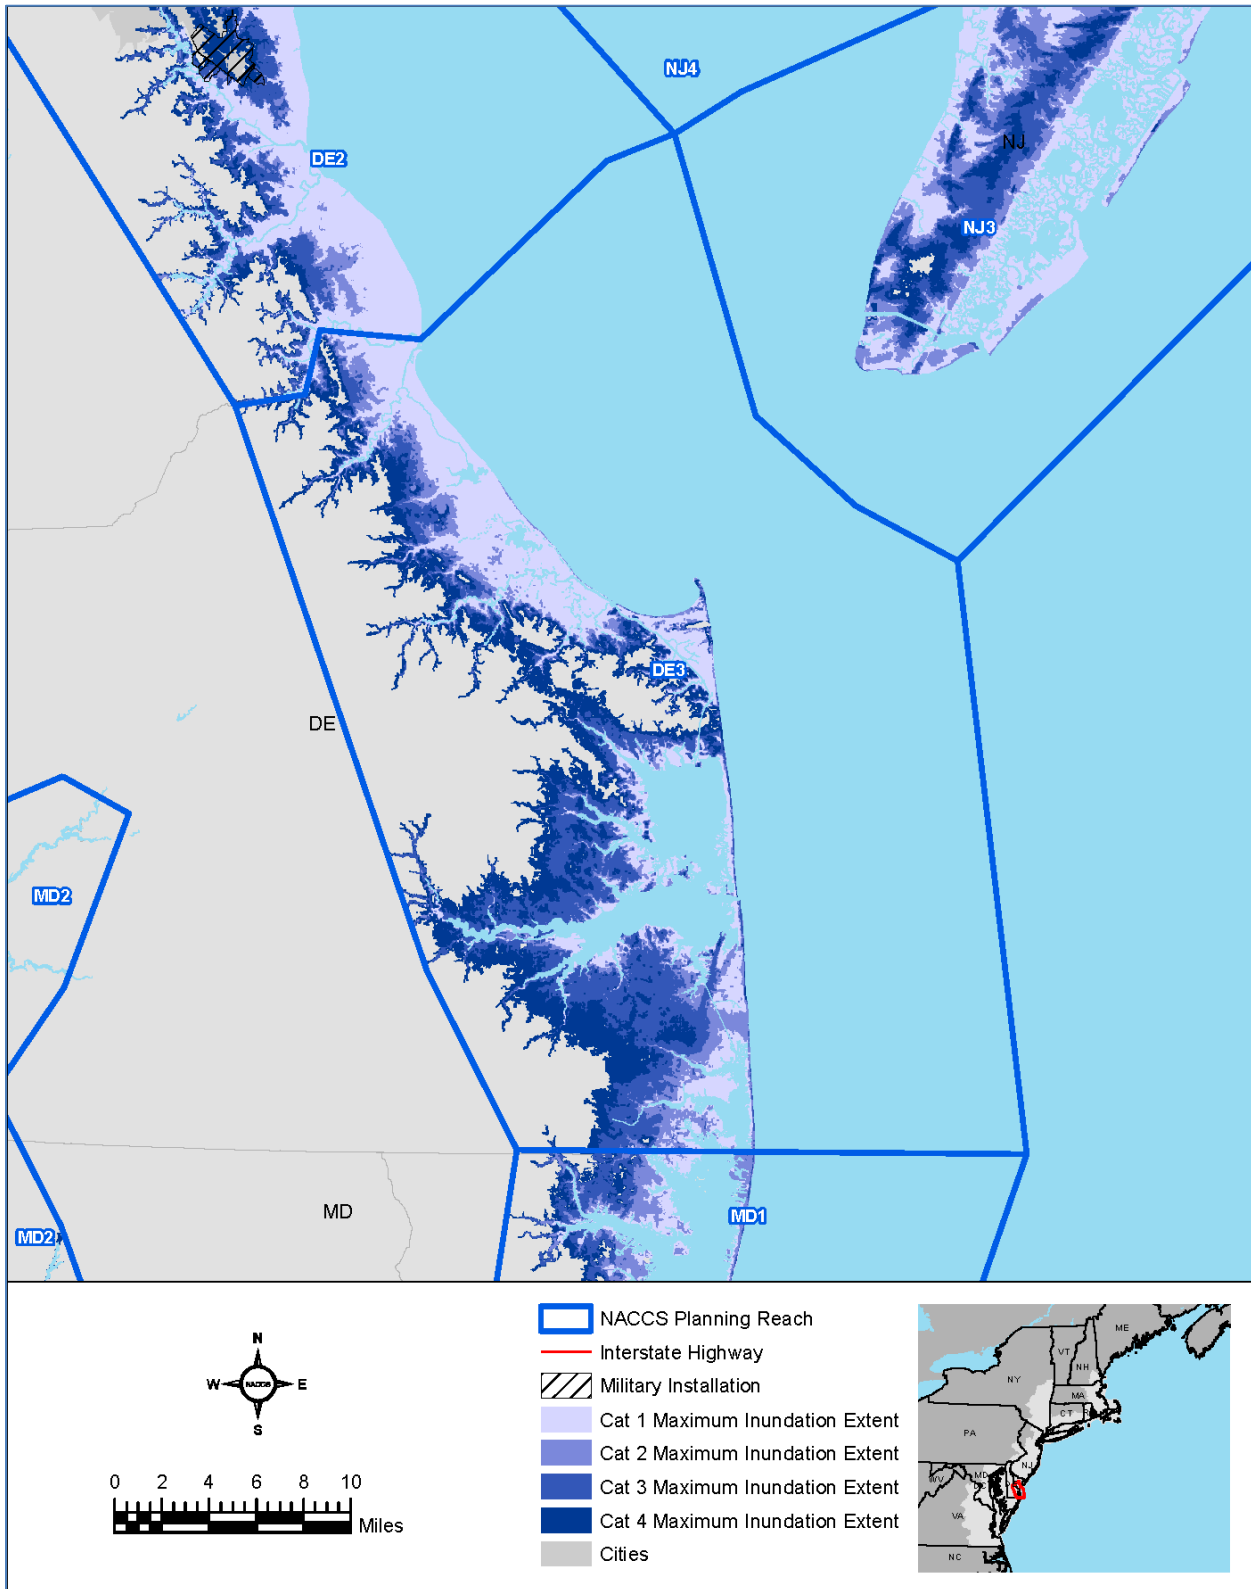 NJ4
NJ
DE2
NJ3
DE3
DE
MD2
MD
MD1
MD2
N
W NACCS E
S
0 2 4 6 8 10
Miles
NACCS Planning Reach
Interstate Highway
Military Installation
Cat 1 Maximum Inundation Extent
Cat 2 Maximum Inundation Extent
Cat 3 Maximum Inundation Extent
Cat 4 Maximum Inundation Extent
Cities
ME
VT
NH
NY
MA
CT
PA
NJ
MD
WV
VA
NC